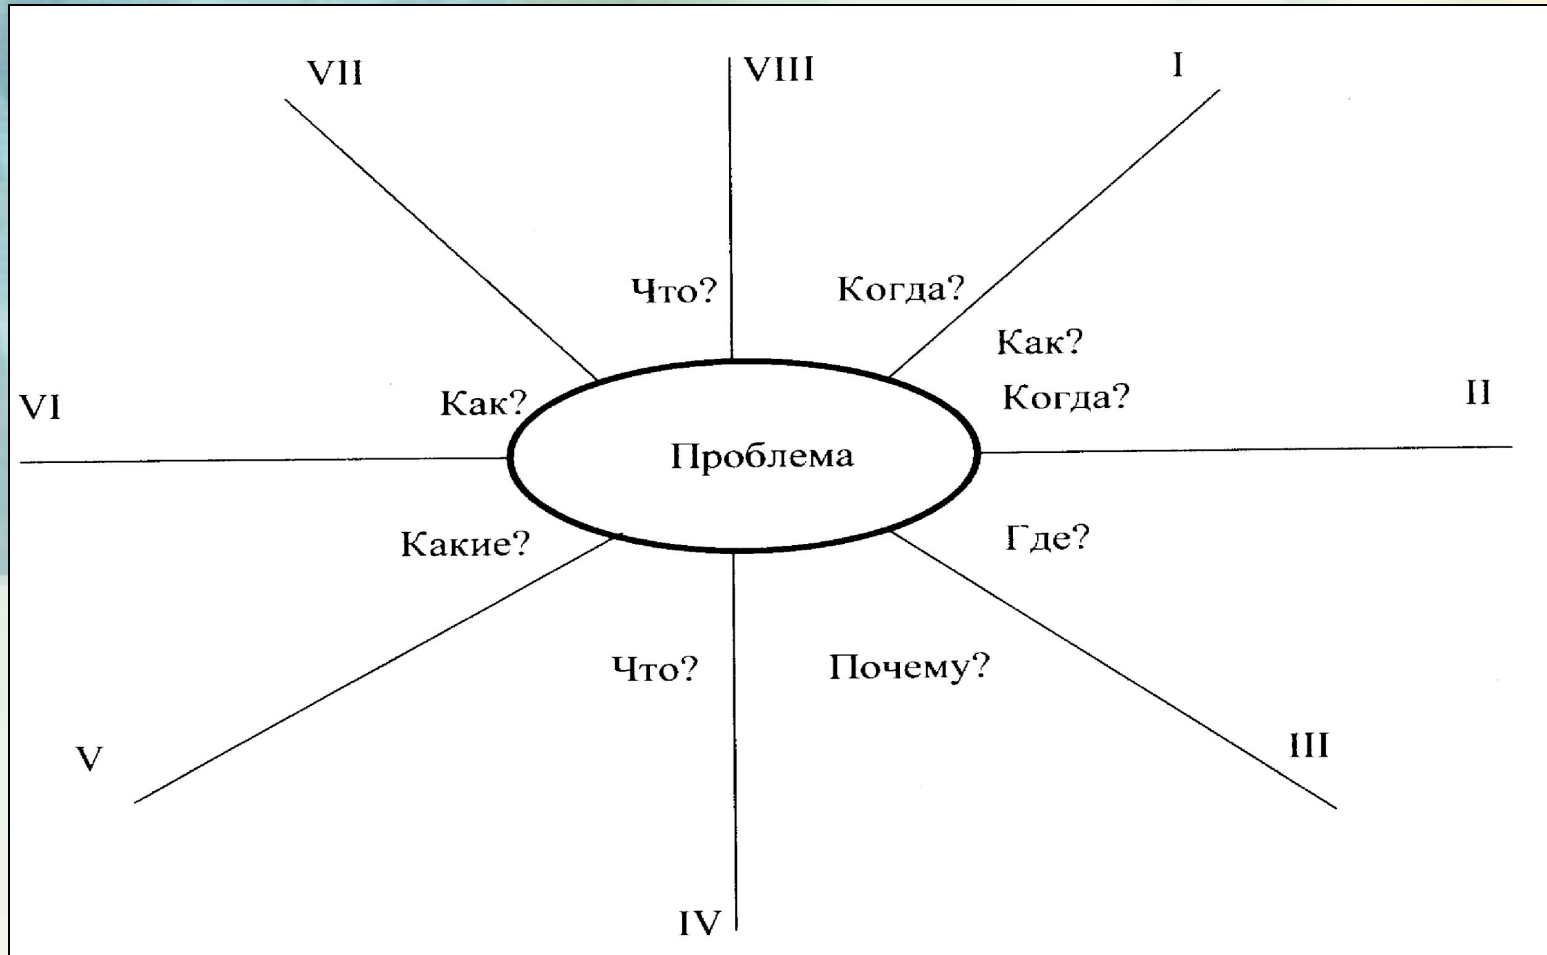 VII
VIII
I
Что?
Когда?
Как?
VI
Как?
Когда?
II
Проблема
Какие?
Где?
Что?
Почему?
V
III
IV